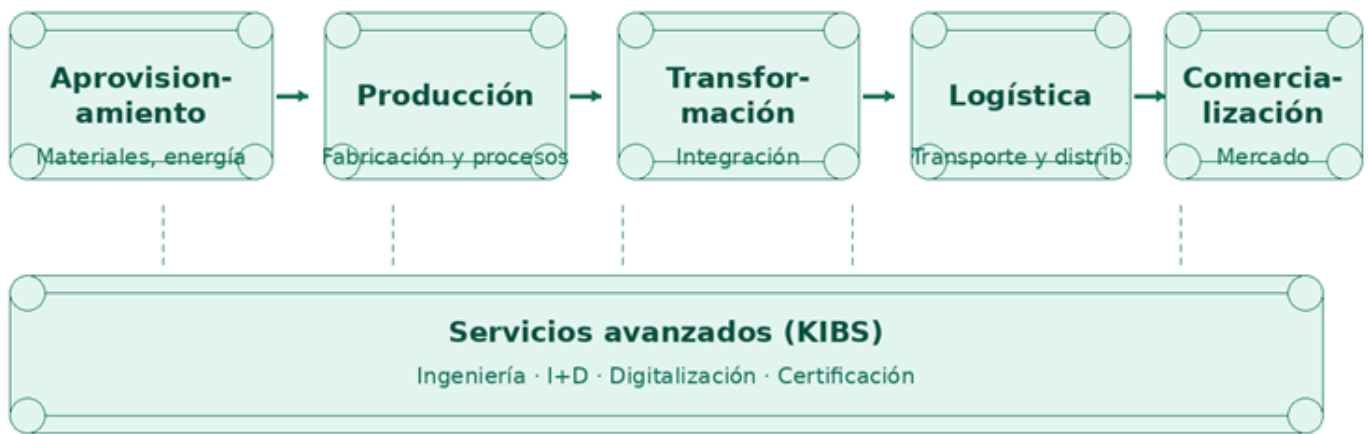 Aprovision-
amiento
Materiales, energía
Producción
Fabricación y procesos
Transfor-
mación
Integración
Logística
Transporte y distrib.
Comercia-
lización
Mercado
Servicios avanzados (KIBS)
Ingeniería · I+D · Digitalización · Certificación